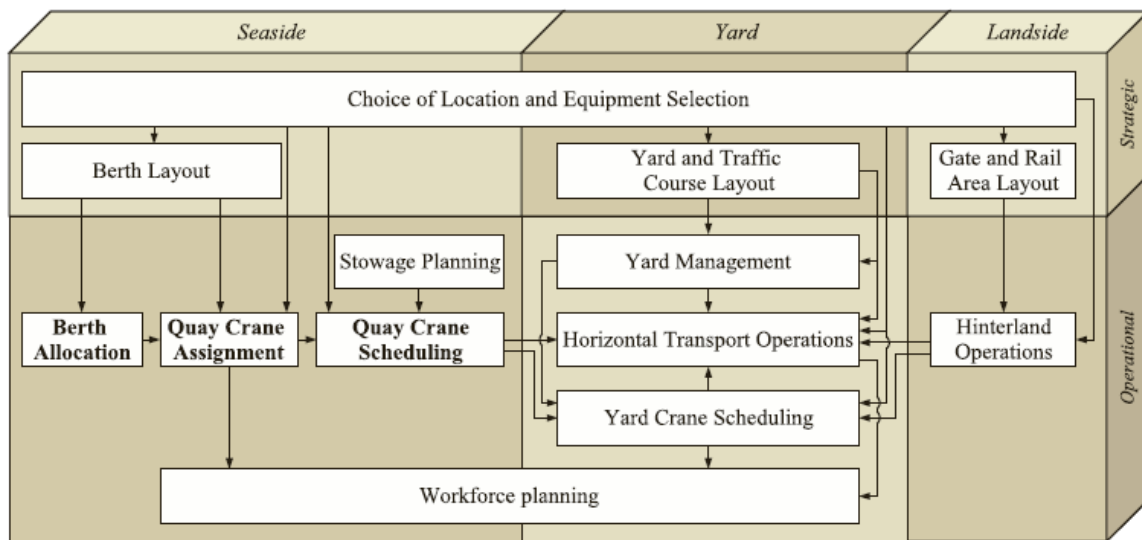 Seaside
Yard
Landside
Choice of Location and Equipment Selection
Strategic
Berth Layout
Yard and Traffic
Course Layout
Gate and Rail
Area Layout
Stowage Planning
Yard Management
Berth
Allocation
Quay Crane
Assignment
Quay Crane
Scheduling
Horizontal Transport Operations
Hinterland
Operations
Operational
Yard Crane Scheduling
Workforce planning